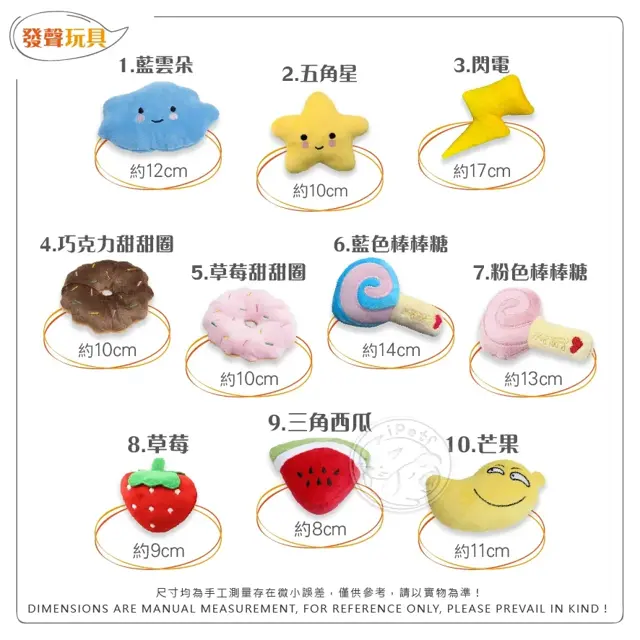 發聲玩具
1.藍雲朵
約12cm
2.五角星
約10cm
3.閃電
約17cm
4.巧克力甜甜圈
約10cm
5.草莓甜甜圈
約10cm
6.藍色棒棒糖
約14cm
7.粉色棒棒糖
約13cm
8.草莓
約9cm
9.三角西瓜
約8cm
10.芒果
約11cm
尺寸均為手工測量存在微小誤差，僅供參考，請以實物為準！
DIMENSIONS ARE MANUAL MEASUREMENT, FOR REFERENCE ONLY, PLEASE PREVAIL IN KIND !